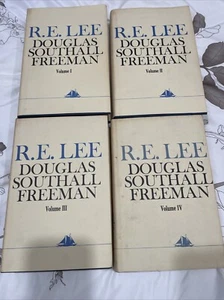 R.E. LEE
DOUGLAS
SOUTHALL
FREEMAN
Volume I
R.E. LEE
DOUGLAS
SOUTHALL
FREEMAN
Volume II
R.E. LEE
DOUGLAS
SOUTHALL
FREEMAN
Volume III
R.E. LEE
DOUGLAS
SOUTHALL
FREEMAN
Volume IV